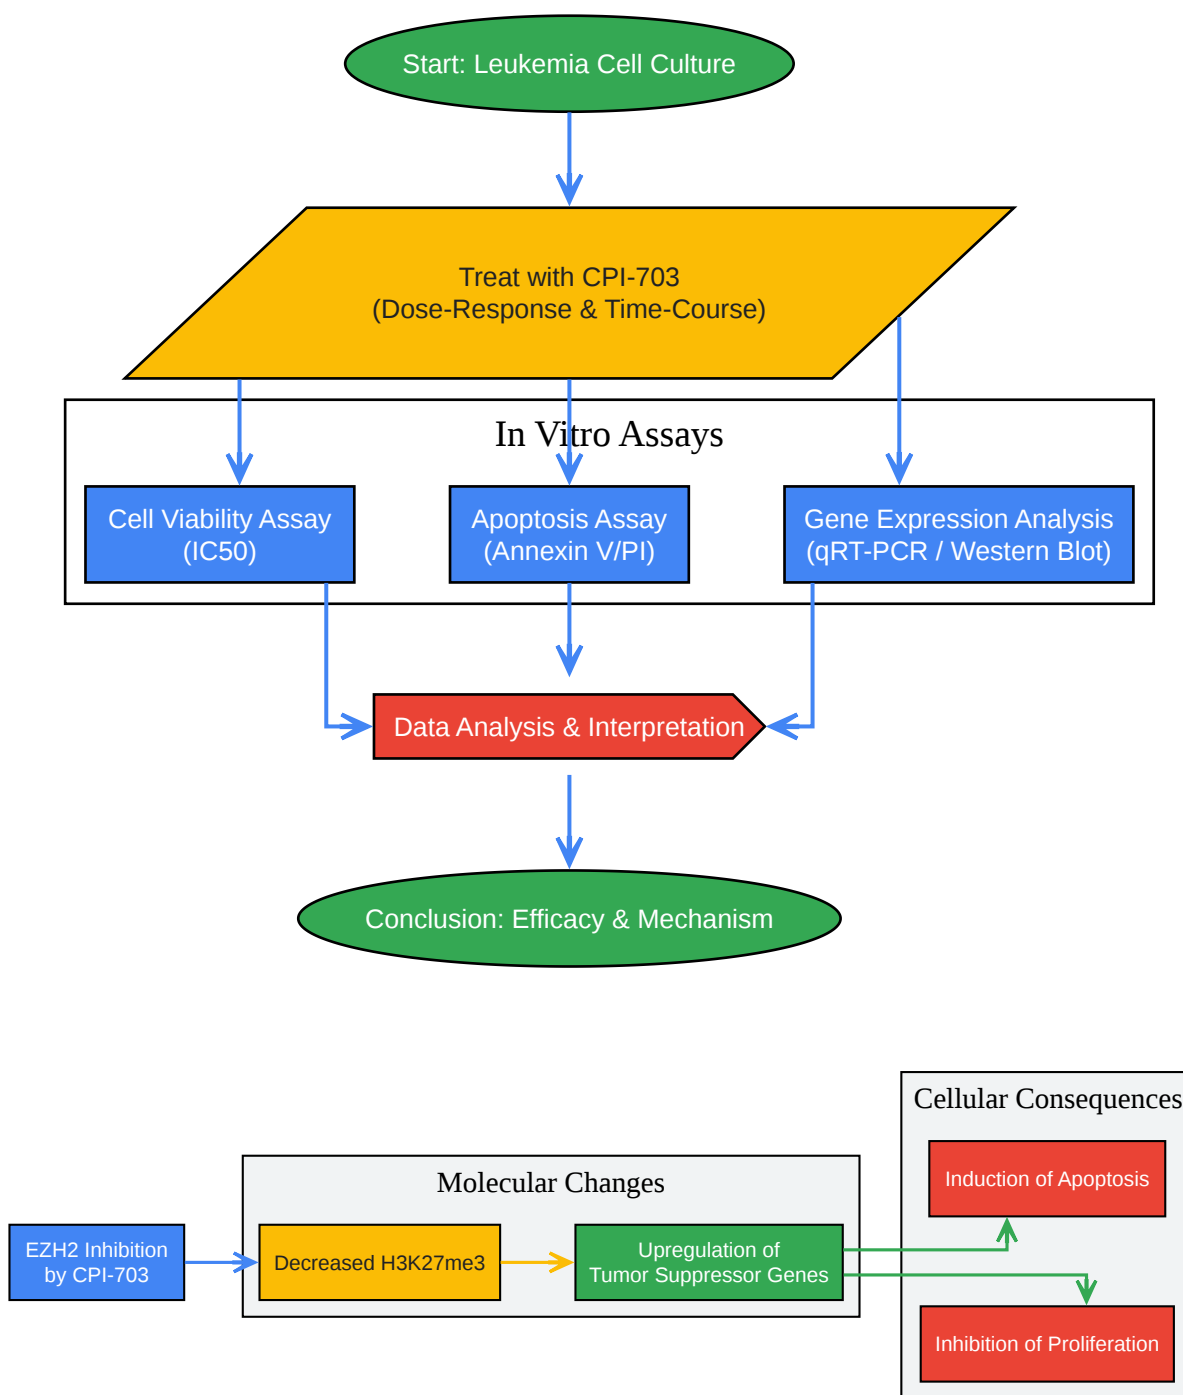 Start: Leukemia Cell Culture
Treat with CPI-703
(Dose-Response & Time-Course)
In Vitro Assays
Cell Viability Assay
(IC50)
Apoptosis Assay
(Annexin V/PI)
Gene Expression Analysis
(qRT-PCR / Western Blot)
Data Analysis & Interpretation
Conclusion: Efficacy & Mechanism
EZH2 Inhibition
by CPI-703
Molecular Changes
Decreased H3K27me3
Upregulation of
Tumor Suppressor Genes
Cellular Consequences
Induction of Apoptosis
Inhibition of Proliferation